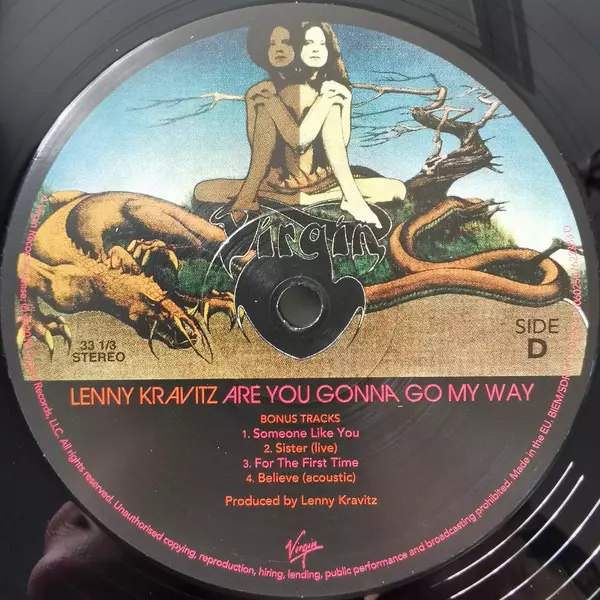 Virgin
33 1/3
STEREO
SIDE
D
LENNY KRAVITZ ARE YOU GONNA GO MY WAY
BONUS TRACKS
1. Someone Like You
2. Sister (live)
3. For The First Time
4. Believe (acoustic)
Produced by Lenny Kravitz
Virgin
Records, LLC. All rights reserved. Unauthorised copying, reproduction, hiring, lending, public performance and broadcasting prohibited. Made in the EU. BIEM/SDRM